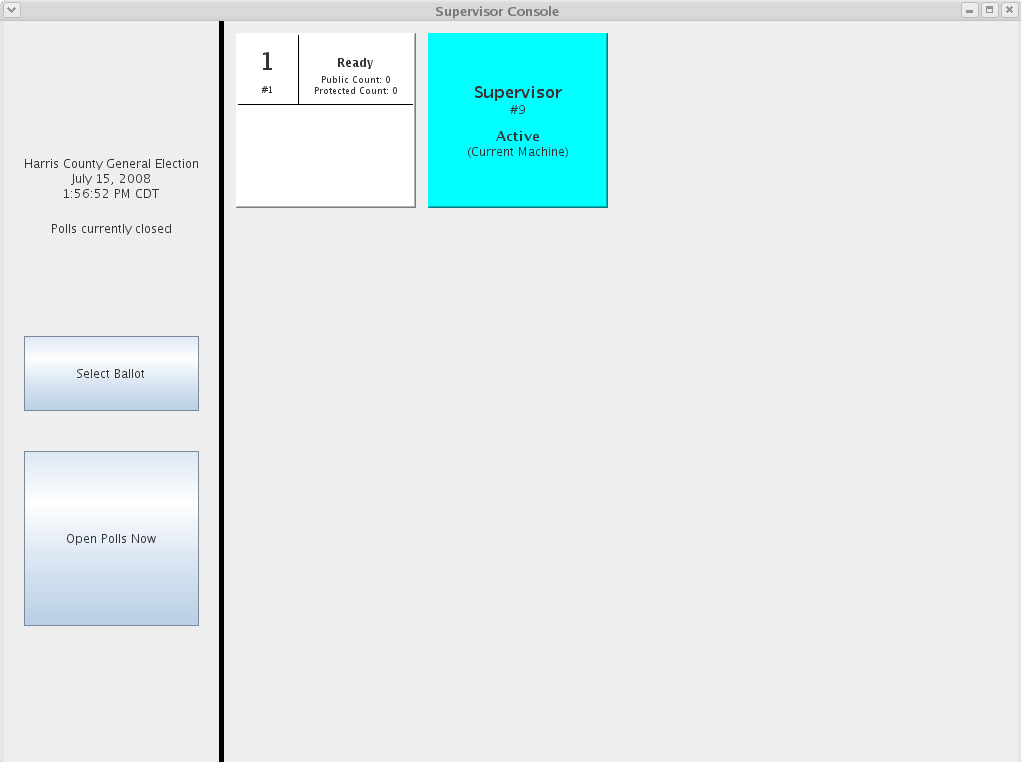 Supervisor Console
Harris County General Election
July 15, 2008
1:56:52 PM CDT
Polls currently closed
Select Ballot
Open Polls Now
1
#1
Ready
Public Count: 0
Protected Count: 0
Supervisor
#9
Active
(Current Machine)